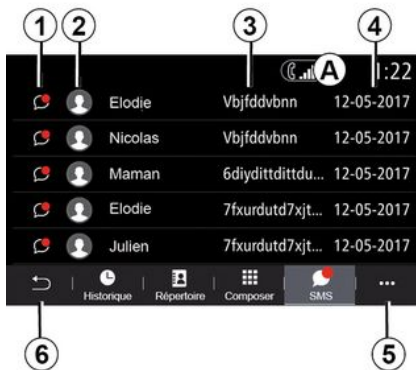 1 2 3 4
A 1:22
Elodie Vbjfddvbnn 12-05-2017
Nicolas Vbjfddvbnn 12-05-2017
Maman 6diydittdittdu... 12-05-2017
Elodie 7fxurdutd7xjt... 12-05-2017
Julien 7fxurdutd7xjt... 12-05-2017
Historique Répertoire Composer SMS ...
6 5